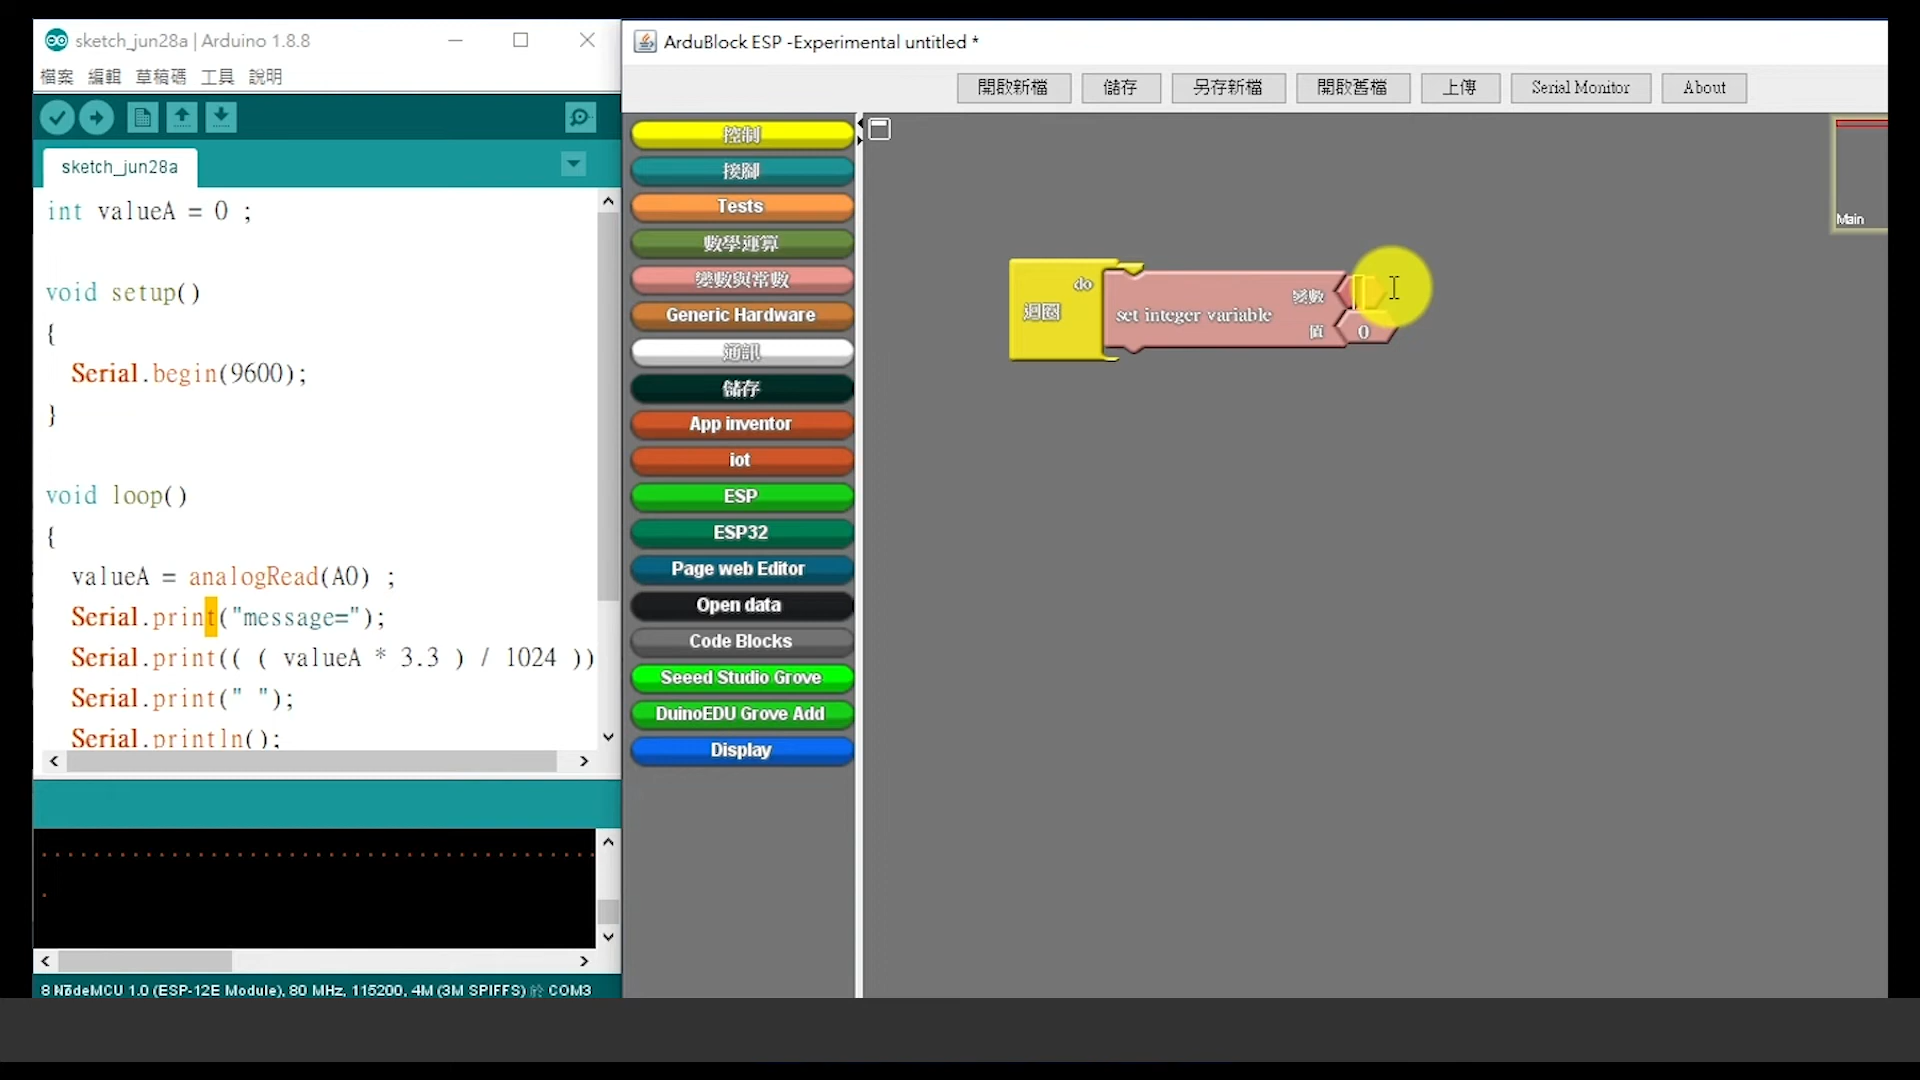 sketch_jun28a | Arduino 1.8.8
檔案 編輯 草稿碼 工具 說明
sketch_jun28a
int valueA = 0 ;
void setup()
{
Serial.begin(9600);
}
void loop()
{
valueA = analogRead(A0) ;
Serial.print("message=");
Serial.print(( ( valueA * 3.3 ) / 1024 ))
Serial.print(" ");
Serial.println();
8 NodeMCU 1.0 (ESP-12E Module), 80 MHz, 115200, 4M (3M SPIFFS) 於 COM3
ArduBlock ESP -Experimental untitled *
開啟新檔 儲存 另存新檔 開啟舊檔 上傳 Serial Monitor About
控制
接腳
Tests
數學運算
變數與常數
Generic Hardware
通訊
儲存
App inventor
iot
ESP
ESP32
Page web Editor
Open data
Code Blocks
Seeed Studio Grove
DuinoEDU Grove Add
Display
do
迴圈
set integer variable
變數
值 0
Main